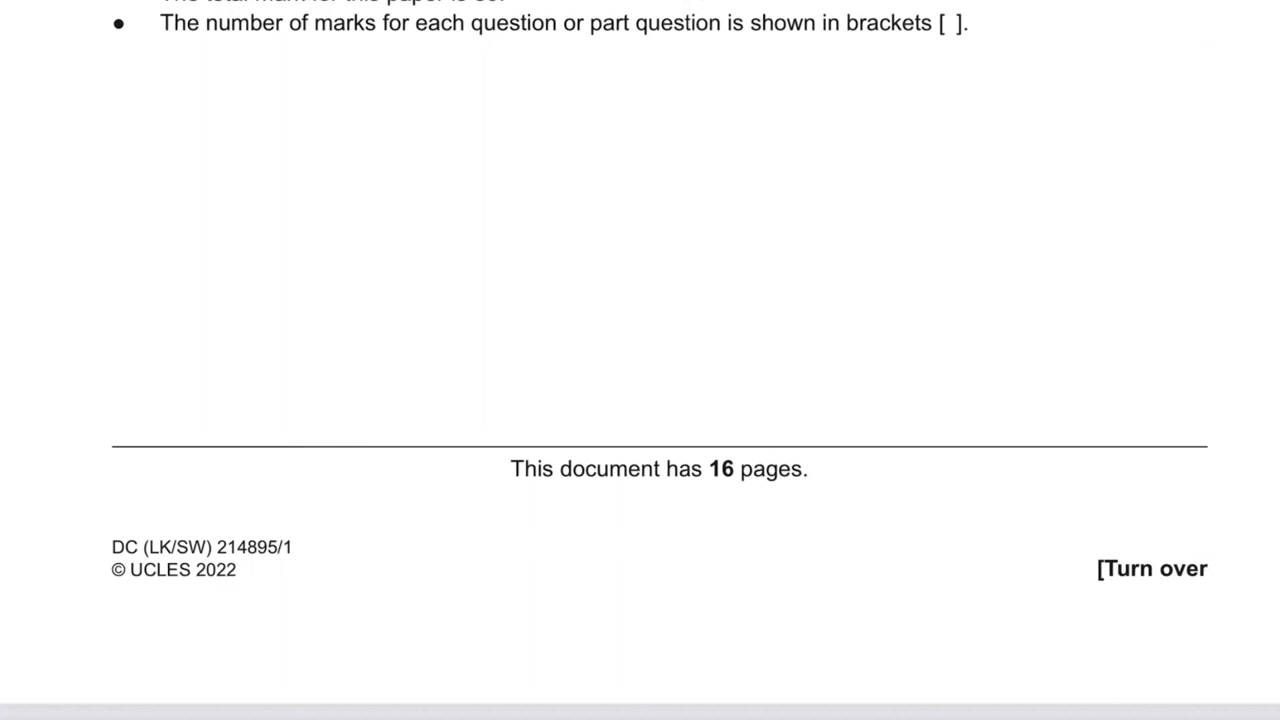 ● The number of marks for each question or part question is shown in brackets [ ].
This document has 16 pages.
DC (LK/SW) 214895/1
© UCLES 2022
[Turn over